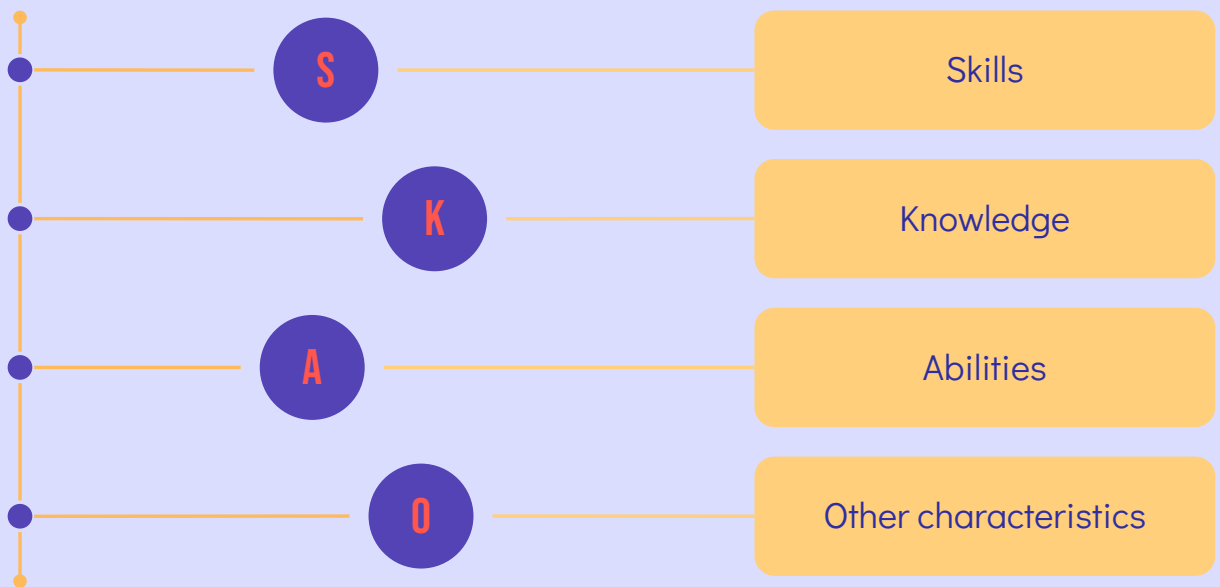 S
Skills
K
Knowledge
A
Abilities
O
Other characteristics